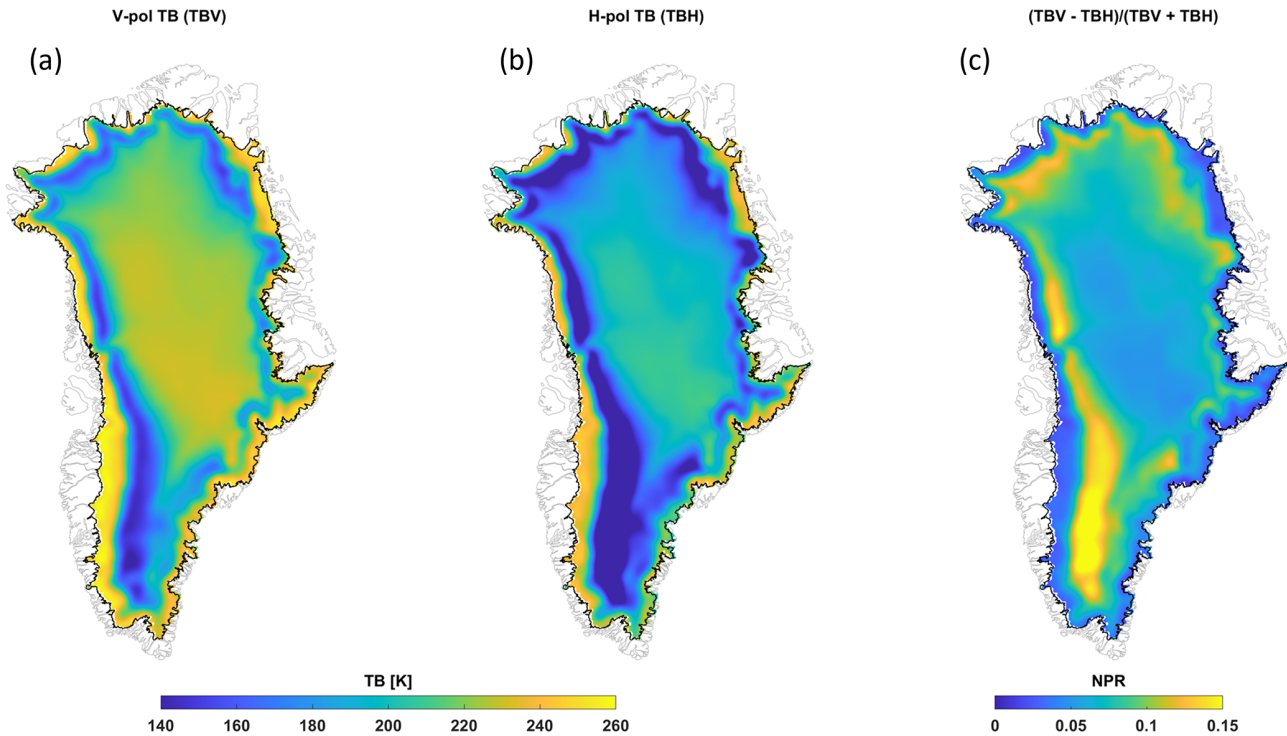 V-pol TB (TBV)
H-pol TB (TBH)
(TBV - TBH)/(TBV + TBH)
(a)
(b)
(c)
TB [K]
140 160 180 200 220 240 260
NPR
0 0.05 0.1 0.15